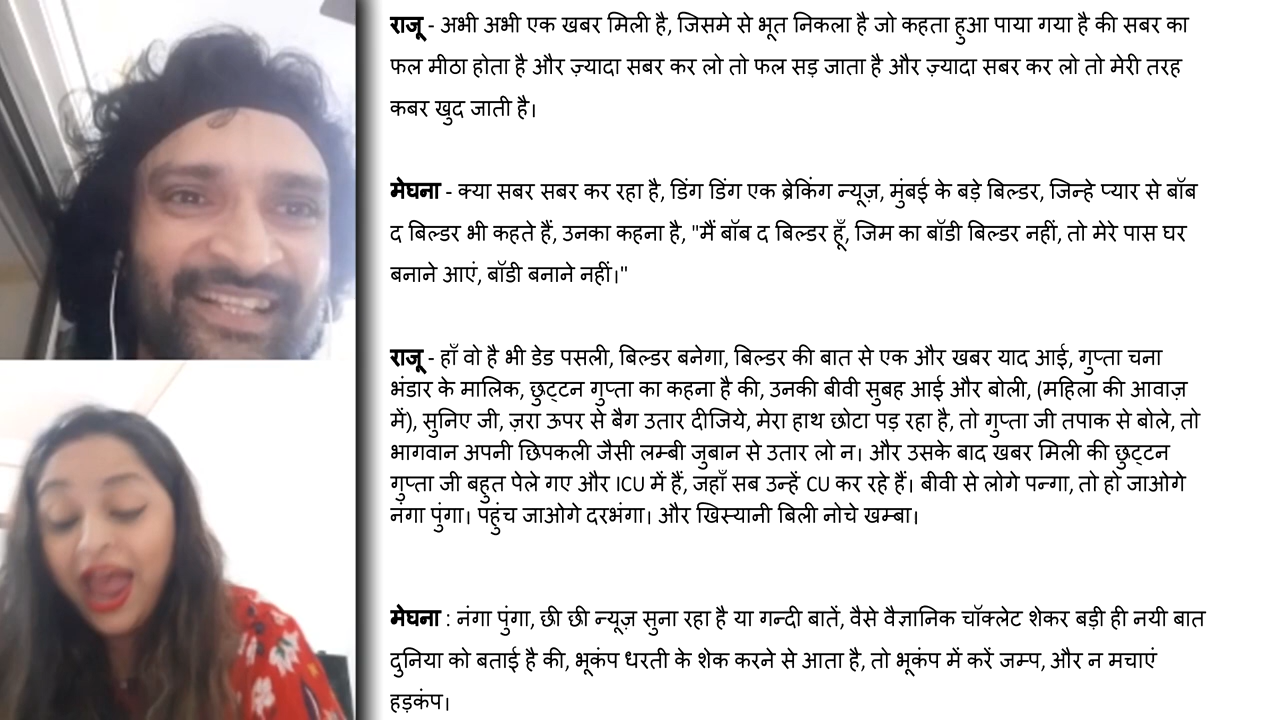 राजू - अभी अभी एक खबर मिली है, जिसमे से भूत निकला है जो कहता हुआ पाया गया है की सबर का
फल मीठा होता है और ज़्यादा सबर कर लो तो फल सड़ जाता है और ज़्यादा सबर कर लो तो मेरी तरह
कबर खुद जाती है।
मेघना - क्या सबर सबर कर रहा है, डिंग डिंग एक ब्रेकिंग न्यूज़, मुंबई के बड़े बिल्डर, जिन्हे प्यार से बॉब
द बिल्डर भी कहते हैं, उनका कहना है, "मैं बॉब द बिल्डर हूँ, जिम का बॉडी बिल्डर नहीं, तो मेरे पास घर
बनाने आएं, बॉडी बनाने नहीं।"
राजू - हाँ वो है भी डेड पसली, बिल्डर बनेगा, बिल्डर की बात से एक और खबर याद आई, गुप्ता चना
भंडार के मालिक, छुट्टन गुप्ता का कहना है की, उनकी बीवी सुबह आई और बोली, (महिला की आवाज़
में), सुनिए जी, ज़रा ऊपर से बैग उतार दीजिये, मेरा हाथ छोटा पड़ रहा है, तो गुप्ता जी तपाक से बोले, तो
भागवान अपनी छिपकली जैसी लम्बी जुबान से उतार लो न। और उसके बाद खबर मिली की छुट्टन
गुप्ता जी बहुत पेले गए और ICU में हैं, जहाँ सब उन्हें CU कर रहे हैं। बीवी से लोगे पन्गा, तो हो जाओगे
नंगा पुंगा। पहुंच जाओगे दरभंगा। और खिस्यानी बिली नोचे खम्बा।
मेघना : नंगा पुंगा, छी छी न्यूज़ सुना रहा है या गन्दी बातें, वैसे वैज्ञानिक चॉक्लेट शेकर बड़ी ही नयी बात
दुनिया को बताई है की, भूकंप धरती के शेक करने से आता है, तो भूकंप में करें जम्प, और न मचाएं
हड़कंप।